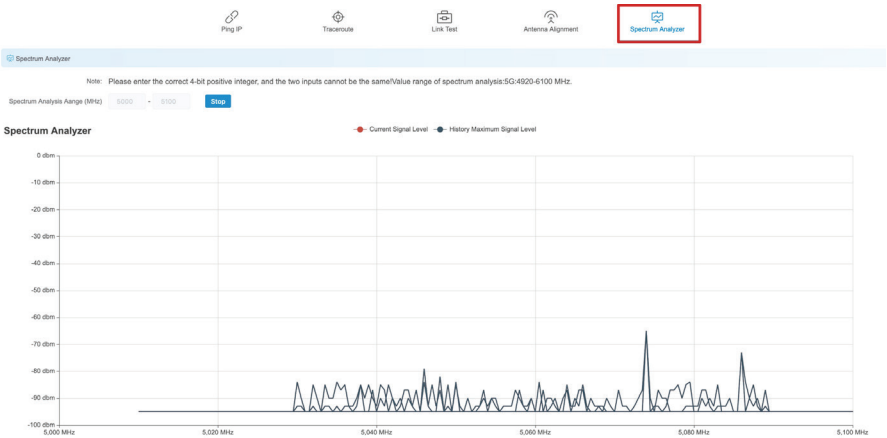 Ping IP
Traceroute
Link Test
Antenna Alignment
Spectrum Analyzer
Spectrum Analyzer
Note: Please enter the correct 4-bit positive integer, and the two inputs cannot be the same!Value range of spectrum analysis:5G:4920-6100 MHz.
Spectrum Analysis Aange (MHz) 5000 - 5100 Stop
Spectrum Analyzer
Current Signal Level History Maximum Signal Level
0 dbm
-10 dbm
-20 dbm
-30 dbm
-40 dbm
-50 dbm
-60 dbm
-70 dbm
-80 dbm
-90 dbm
-100 dbm
5,000 MHz 5,020 MHz 5,040 MHz 5,060 MHz 5,080 MHz 5,100 MHz